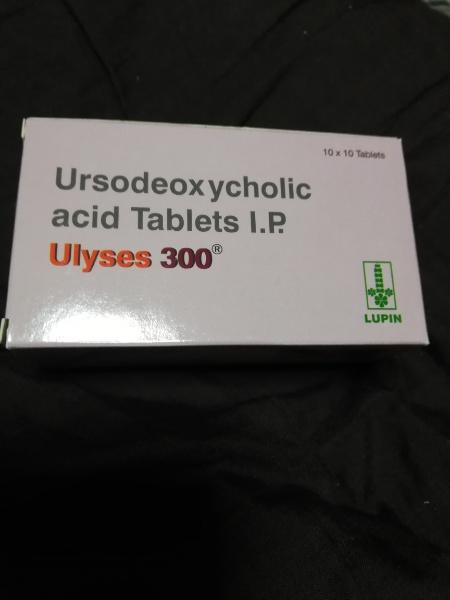 10 x 10 Tablets
Ursodeoxycholic
acid Tablets I.P.
Ulyses 300®
LUPIN